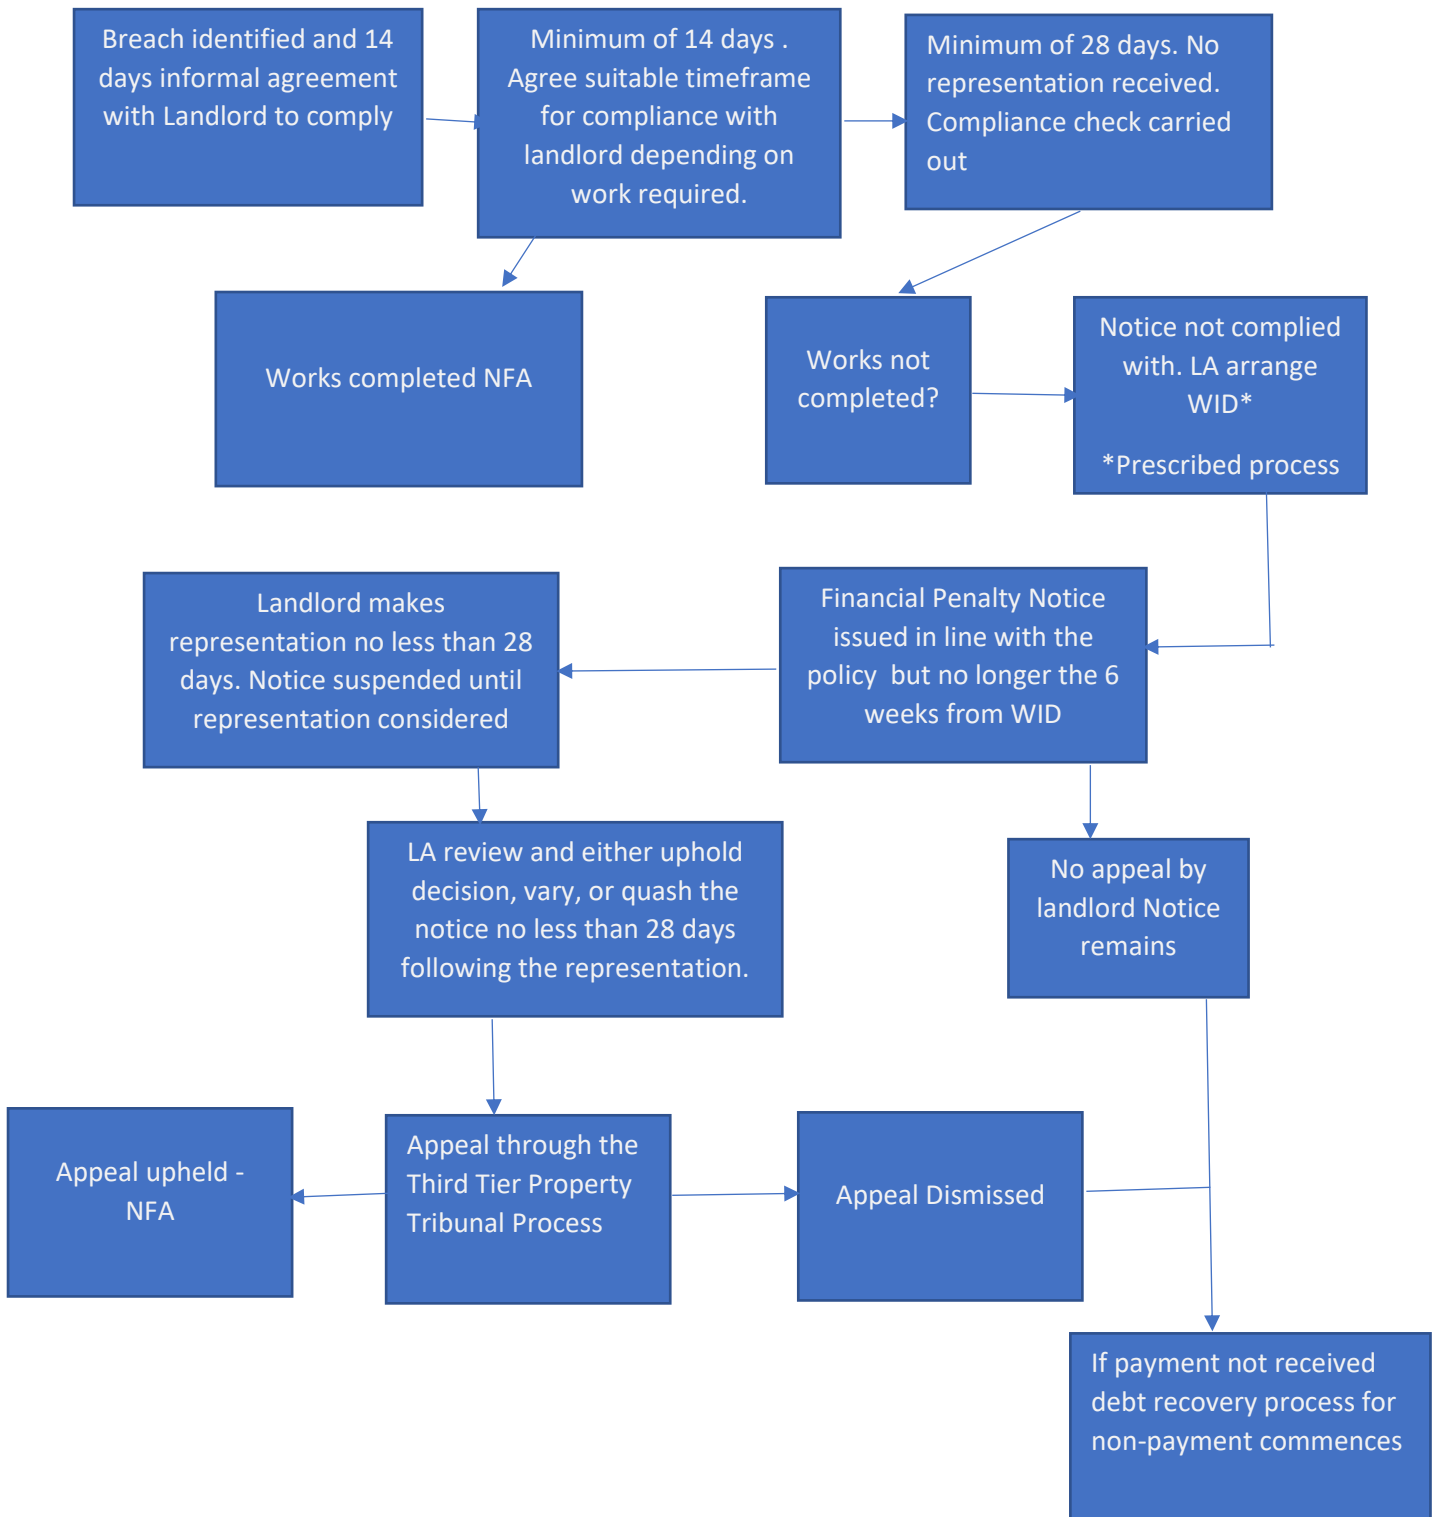 Breach identified and 14
days informal agreement
with Landlord to comply
Minimum of 14 days .
Agree suitable timeframe
for compliance with
landlord depending on
work required.
Minimum of 28 days. No
representation received.
Compliance check carried
out
Works completed NFA
Works not
completed?
Notice not complied
with. LA arrange
WID*
*Prescribed process
Landlord makes
representation no less than 28
days. Notice suspended until
representation considered
Financial Penalty Notice
issued in line with the
policy  but no longer the 6
weeks from WID
LA review and either uphold
decision, vary, or quash the
notice no less than 28 days
following the representation.
No appeal by
landlord Notice
remains
Appeal upheld -
NFA
Appeal through the
Third Tier Property
Tribunal Process
Appeal Dismissed
If payment not received
debt recovery process for
non-payment commences